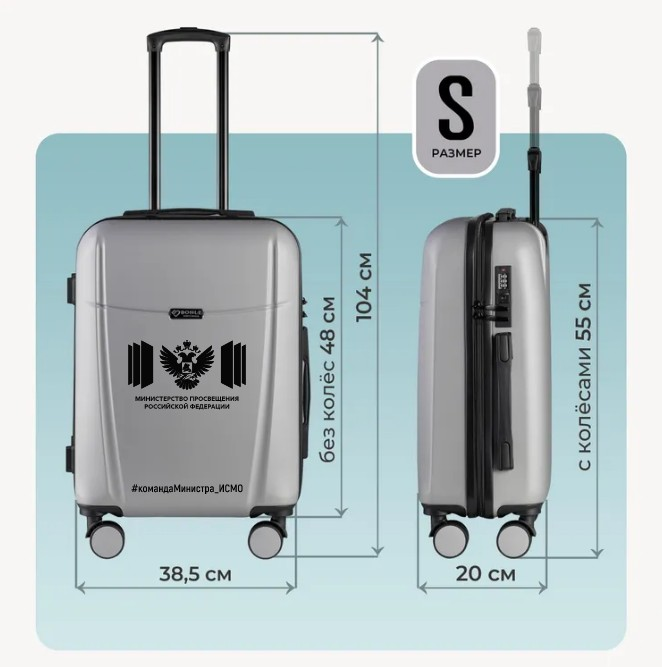 S
РАЗМЕР
104 см
без колёс 48 см
с колёсами 55 см
МИНИСТЕРСТВО ПРОСВЕЩЕНИЯ
РОССИЙСКОЙ ФЕДЕРАЦИИ
#командаМинистра_ИСМО
38,5 см
20 см